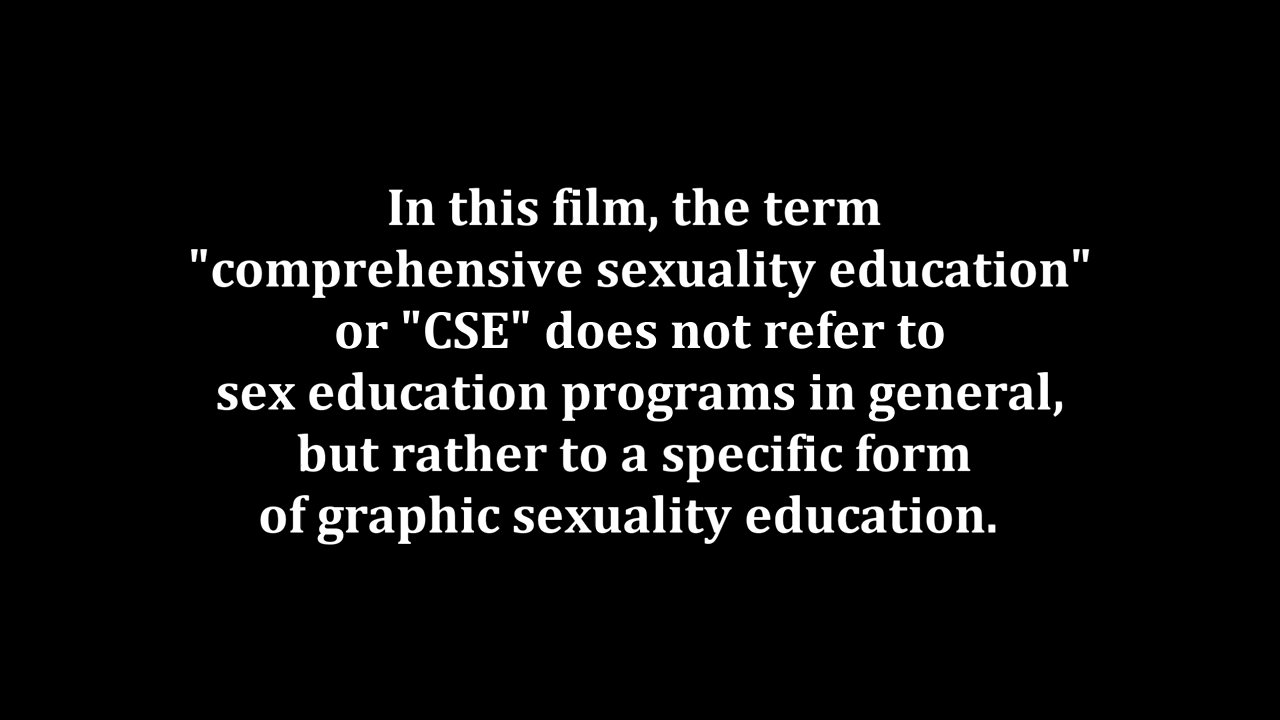 In this film, the term
"comprehensive sexuality education"
or "CSE" does not refer to
sex education programs in general,
but rather to a specific form
of graphic sexuality education.